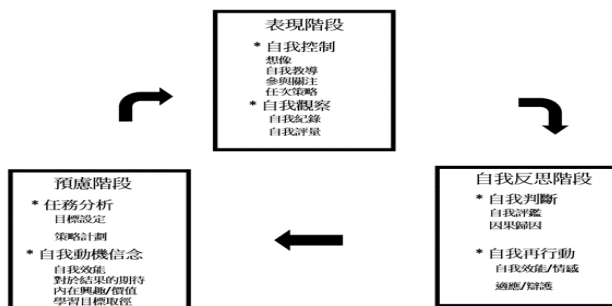 表現階段
* 自我控制
想像
自我教導
參與關注
任次策略
* 自我觀察
自我紀錄
自我評量
預慮階段
* 任務分析
目標設定
策略計劃
* 自我動機信念
自我效能
對於結果的期待
內在興趣/價值
學習目標取徑
自我反思階段
* 自我判斷
自我評鑑
因果歸因
* 自我再行動
自我效能/情感
適應/辯護